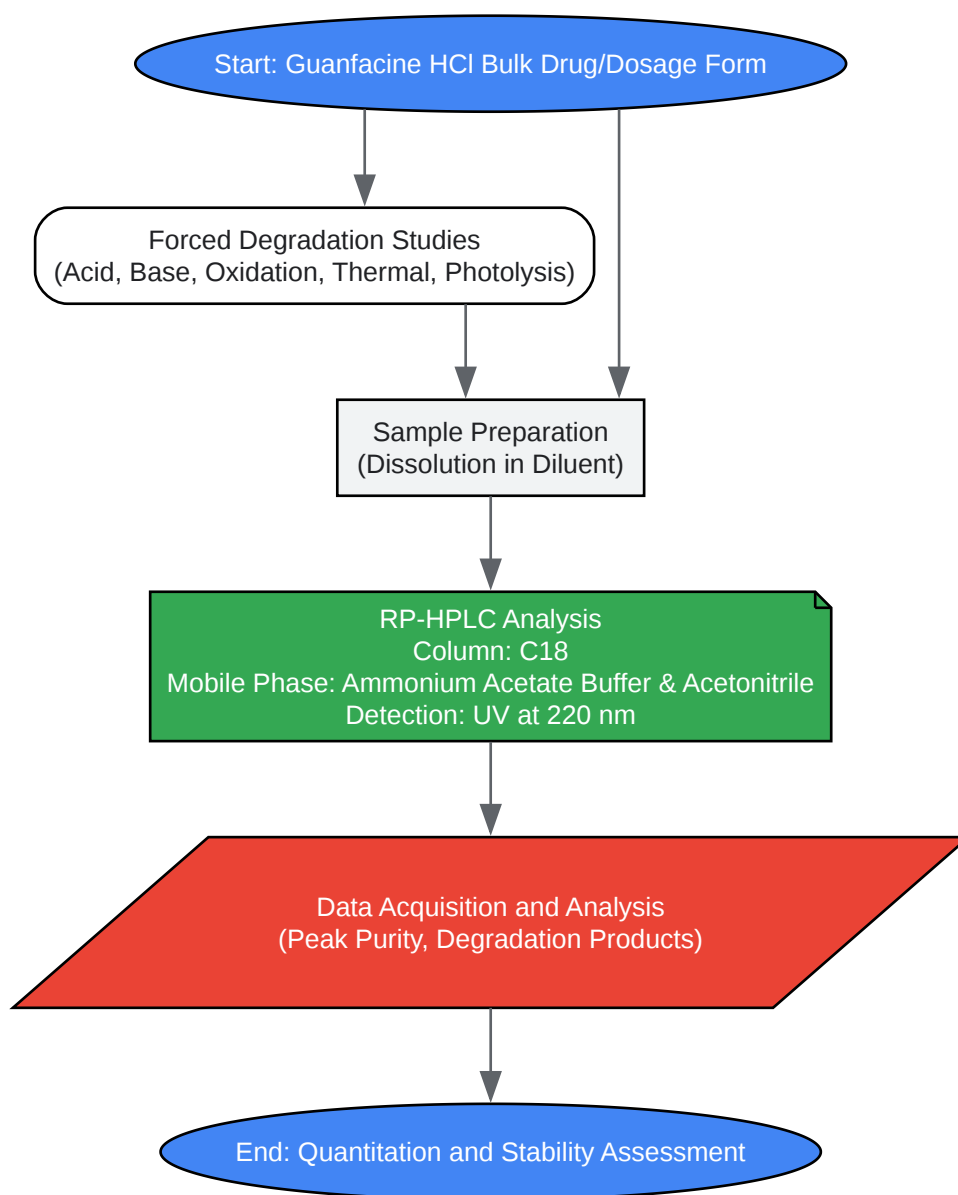 Start: Guanfacine HCl Bulk Drug/Dosage Form
Forced Degradation Studies
(Acid, Base, Oxidation, Thermal, Photolysis)
Sample Preparation
(Dissolution in Diluent)
RP-HPLC Analysis
Column: C18
Mobile Phase: Ammonium Acetate Buffer & Acetonitrile
Detection: UV at 220 nm
Data Acquisition and Analysis
(Peak Purity, Degradation Products)
End: Quantitation and Stability Assessment